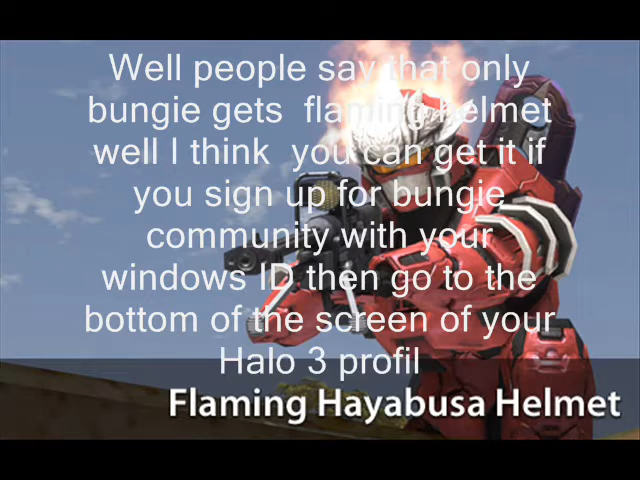 Well people say that only
bungie gets  flaming helmet
well I think  you can get it if
you sign up for bungie
community with your
windows ID then go to the
bottom of the screen of your
Halo 3 profil
Flaming Hayabusa Helmet